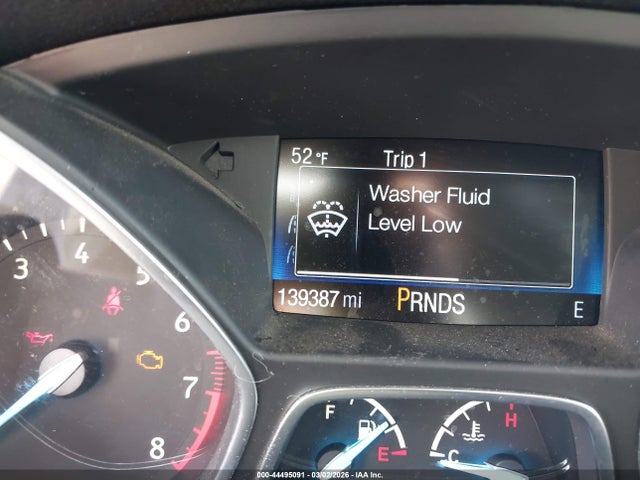 52 °F Trip 1
Washer Fluid
Level Low
139387 mi PRNDS E
3 4 5 6 7 8
F E
H C
000-44495091 - 03/02/2026 - © IAA, Inc.